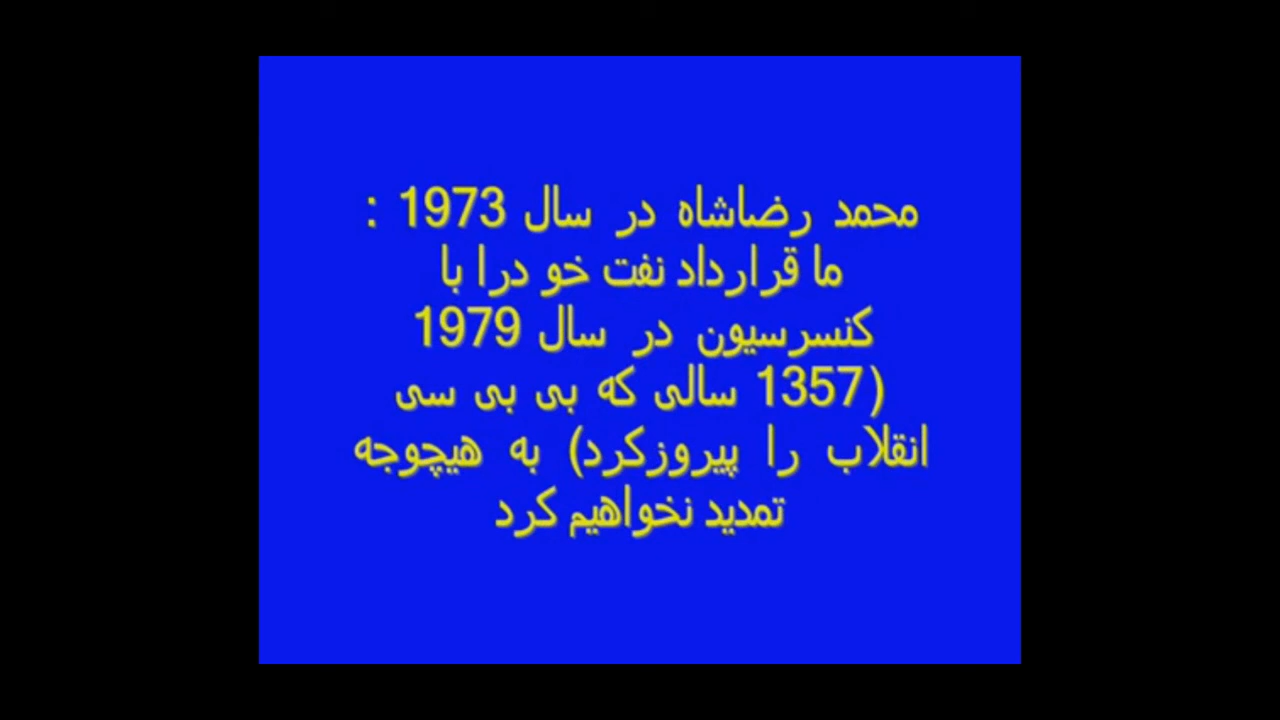 محمد رضاشاه در سال 1973 :
ما قرارداد نفت خو درا با
کنسرسیون در سال 1979
(1357 سالی که بی بی سی
انقلاب را پیروزکرد) به هیچوجه
تمدید نخواهیم کرد